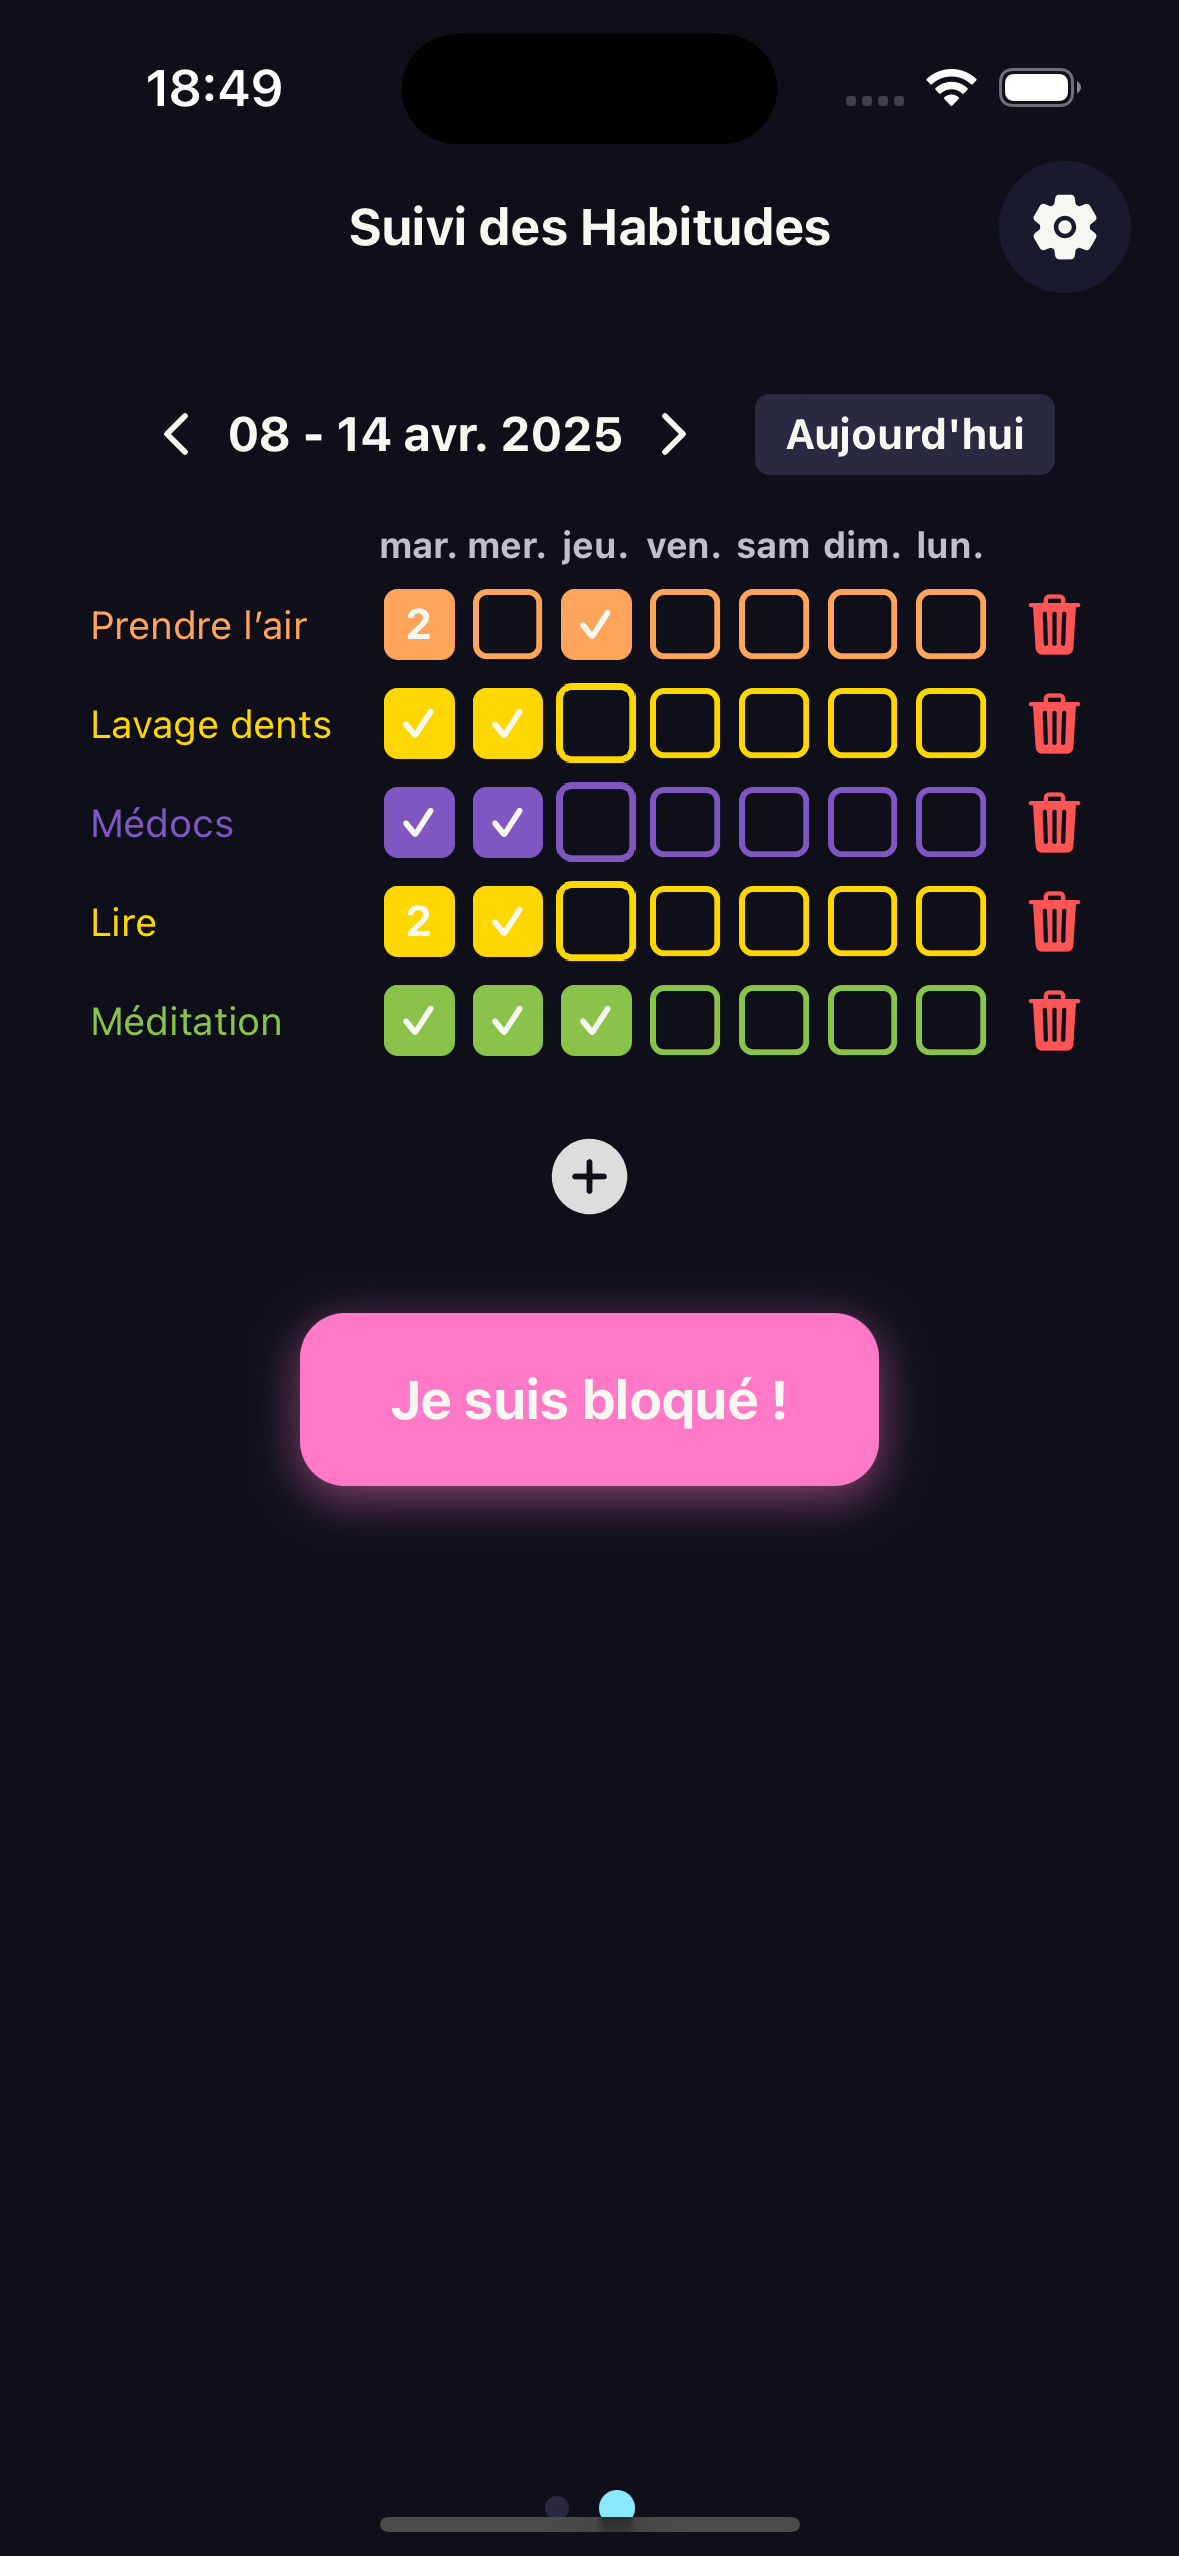 18:49
Suivi des Habitudes
08 - 14 avr. 2025
Aujourd'hui
mar. mer. jeu. ven. sam dim. lun.
Prendre l’air 2
Lavage dents
Médocs
Lire 2
Méditation
Je suis bloqué !